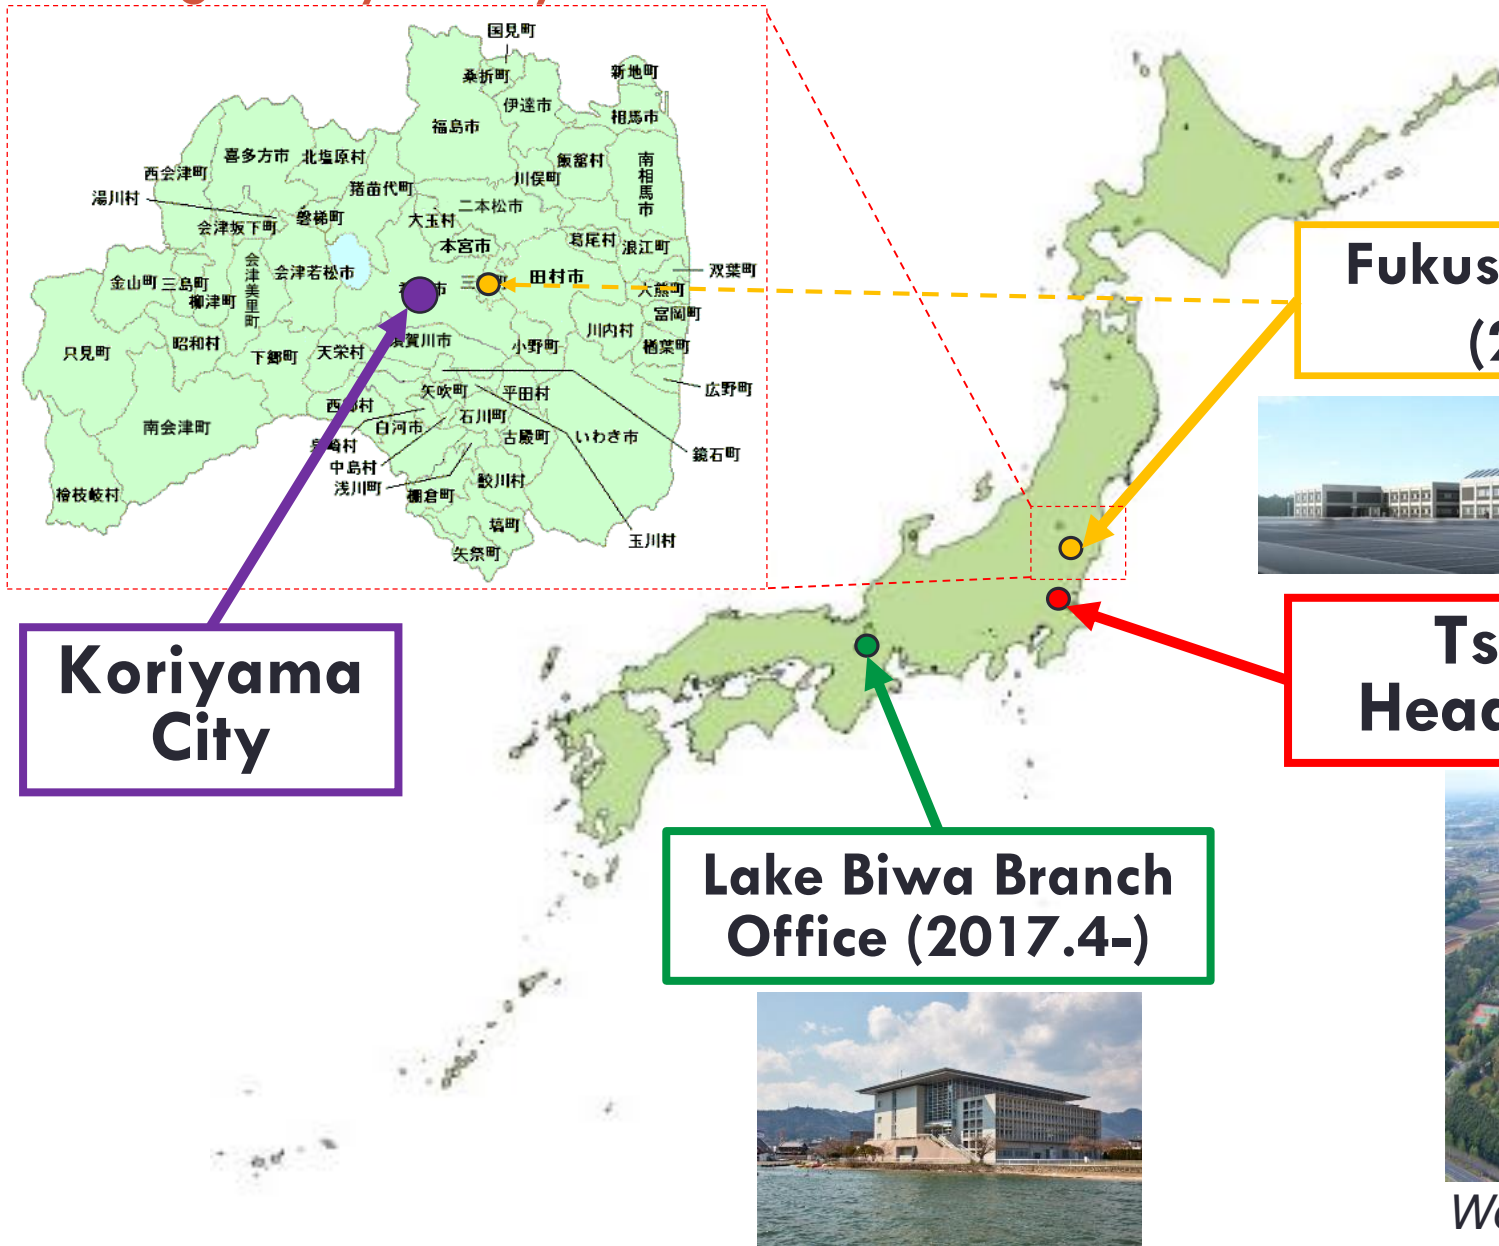 国見町
桑折町
新地町
伊達市
相馬市
福島市
喜多方市
北塩原村
飯舘村
南相馬市
西会津町
川俣町
湯川村
猪苗代町
二本松市
会津坂下町
磐梯町
大玉村
本宮市
葛尾村
浪江町
双葉町
会津美里町
会津若松市
田村市
金山町
三島町
柳津町
大熊町
富岡町
川内村
昭和村
須賀川市
小野町
楢葉町
只見町
下郷町
天栄村
広野町
矢吹町
平田村
石川町
南会津町
白河市
古殿町
いわき市
鏡石町
中島村
浅川町
鮫川村
檜枝岐村
棚倉町
塙町
玉川村
矢祭町
Koriyama
City
Fukus
(2
Ts
Head
Lake Biwa Branch
Office (2017.4-)
We